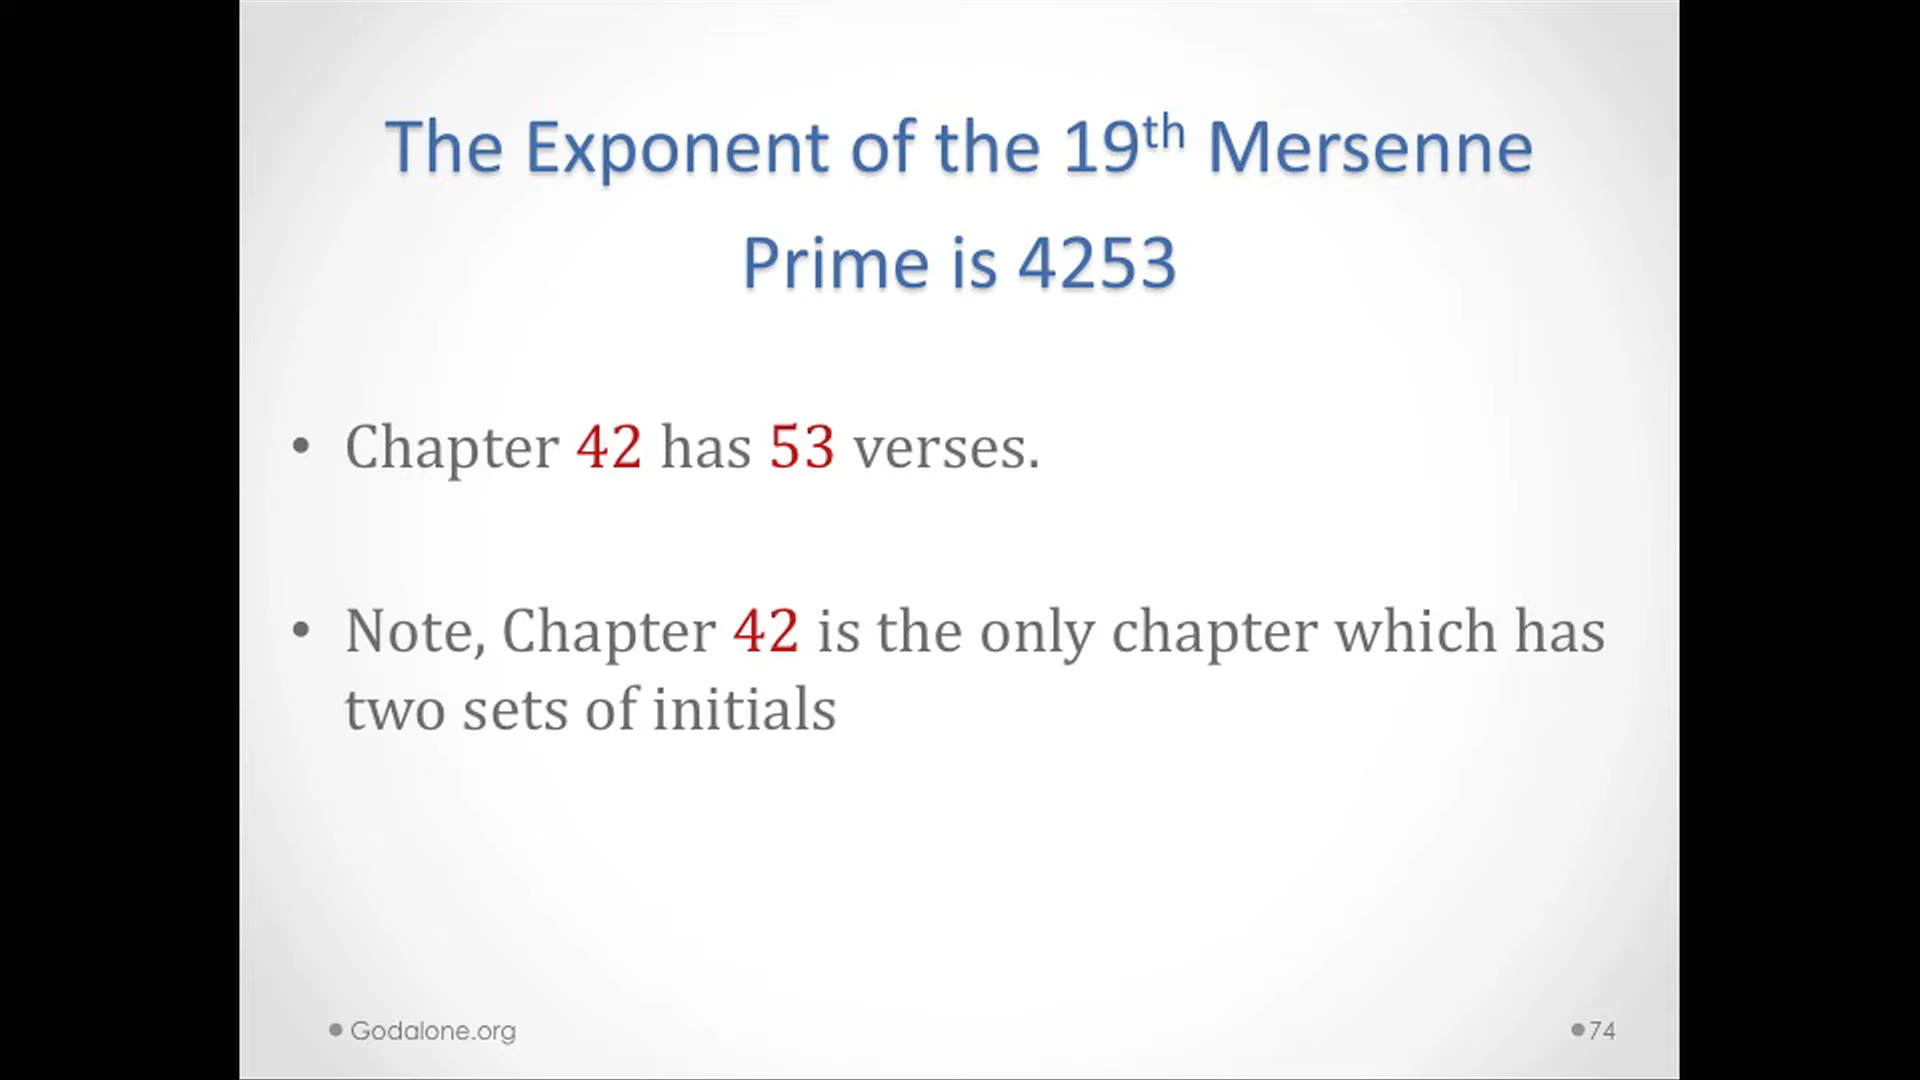 The Exponent of the 19th Mersenne
Prime is 4253
• Chapter 42 has 53 verses.
• Note, Chapter 42 is the only chapter which has
two sets of initials
• Godalone.org
• 74